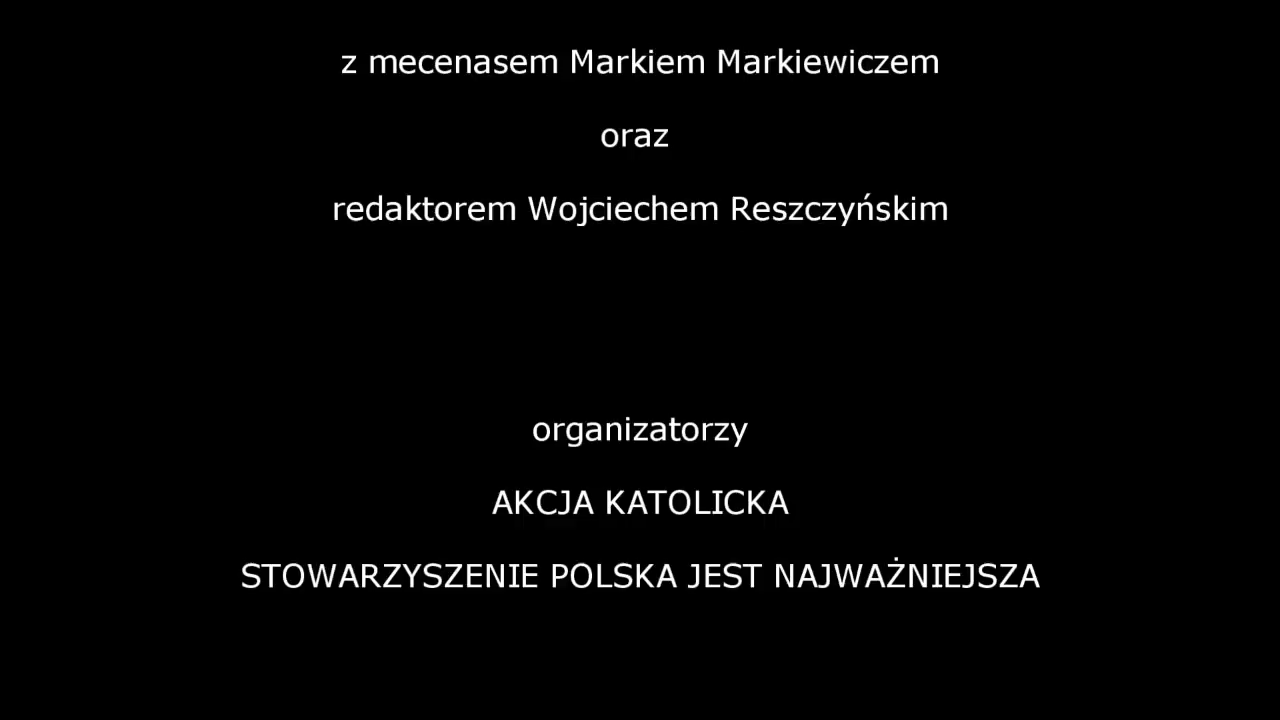 z mecenasem Markiem Markiewiczem
oraz
redaktorem Wojciechem Reszczyńskim
organizatorzy
AKCJA KATOLICKA
STOWARZYSZENIE POLSKA JEST NAJWAŻNIEJSZA